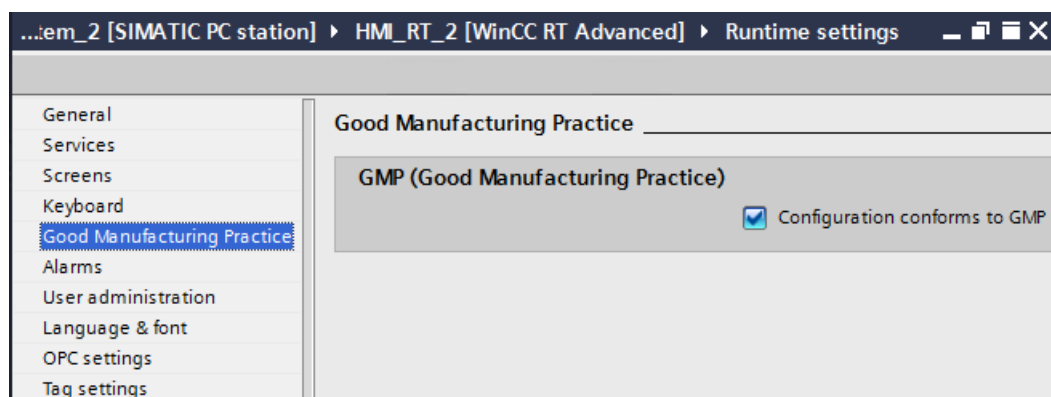 ...tem_2 [SIMATIC PC station] ▸ HMI_RT_2 [WinCC RT Advanced] ▸ Runtime settings
General
Services
Screens
Keyboard
Good Manufacturing Practice
Alarms
User administration
Language & font
OPC settings
Tag settings
Good Manufacturing Practice
GMP (Good Manufacturing Practice)
Configuration conforms to GMP